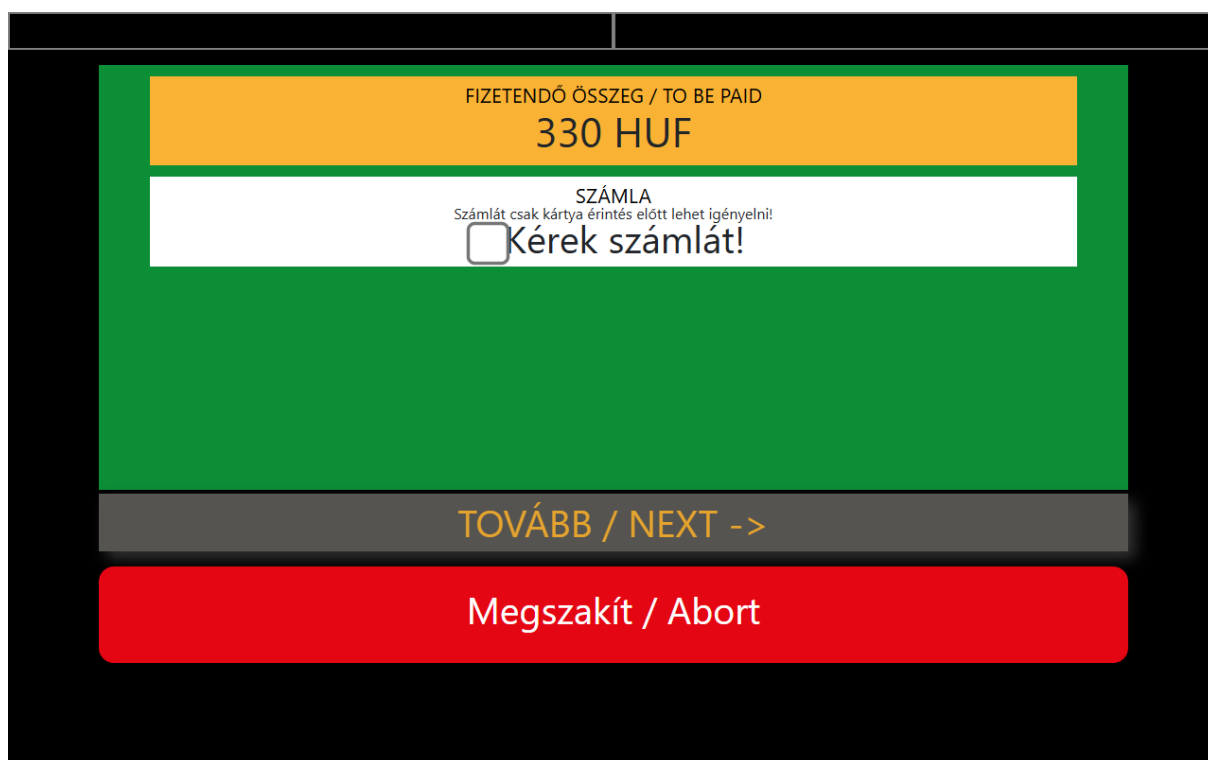 FIZETENDŐ ÖSSZEG / TO BE PAID
330 HUF
SZÁMLA
Számlát csak kártya érintés előtt lehet igényelni!
Kérek számlát!
TOVÁBB / NEXT ->
Megszakít / Abort